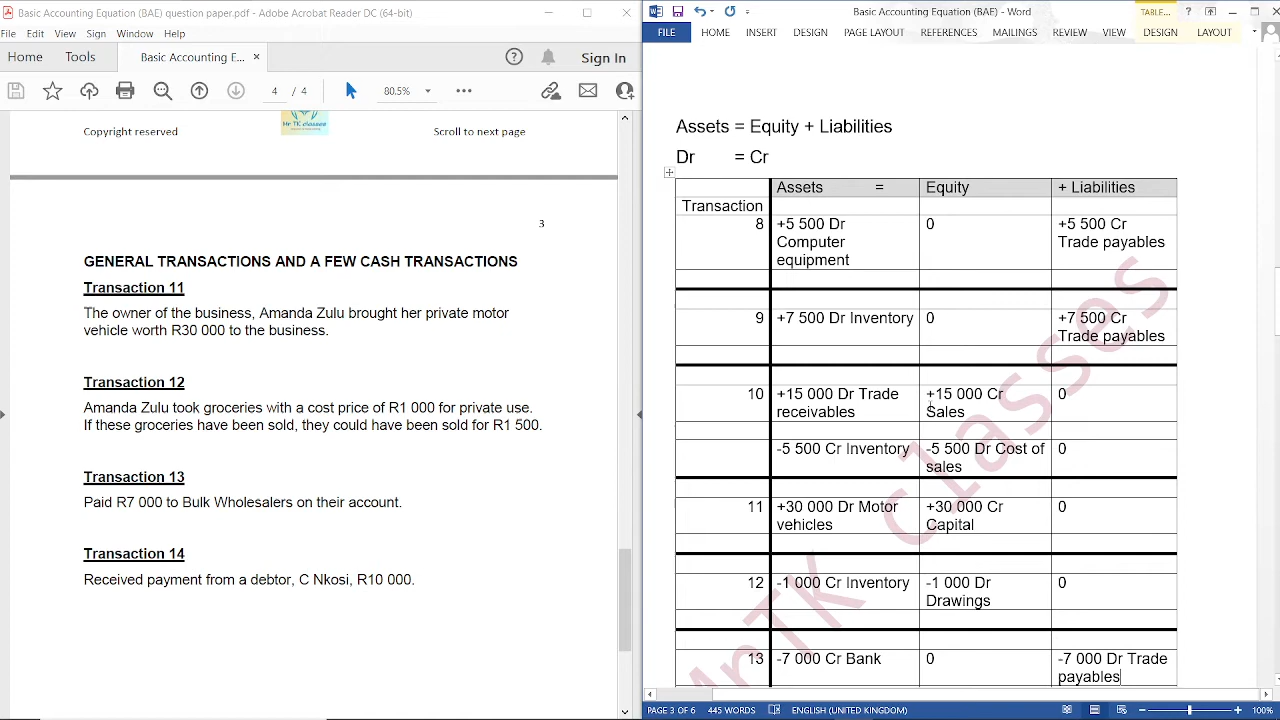 Basic Accounting Equation (BAE) question paper.pdf - Adobe Acrobat Reader DC (64-bit)
File Edit View Sign Window Help
Home Tools Basic Accounting E... × Sign In
4 / 4 80.5%
Mr TK classes
Copyright reserved Scroll to next page
3
GENERAL TRANSACTIONS AND A FEW CASH TRANSACTIONS
Transaction 11
The owner of the business, Amanda Zulu brought her private motor
vehicle worth R30 000 to the business.
Transaction 12
Amanda Zulu took groceries with a cost price of R1 000 for private use.
If these groceries have been sold, they could have been sold for R1 500.
Transaction 13
Paid R7 000 to Bulk Wholesalers on their account.
Transaction 14
Received payment from a debtor, C Nkosi, R10 000.
Basic Accounting Equation (BAE) - Word TABLE... ?
FILE HOME INSERT DESIGN PAGE LAYOUT REFERENCES MAILINGS REVIEW VIEW DESIGN LAYOUT
Assets = Equity + Liabilities
Dr = Cr
Assets = Equity + Liabilities
Transaction
8 +5 500 Dr 0 +5 500 Cr
Computer Trade payables
equipment
9 +7 500 Dr Inventory 0 +7 500 Cr
Trade payables
10 +15 000 Dr Trade +15 000 Cr 0
receivables Sales
-5 500 Cr Inventory -5 500 Dr Cost of 0
sales
11 +30 000 Dr Motor +30 000 Cr 0
vehicles Capital
12 -1 000 Cr Inventory -1 000 Dr 0
Drawings
13 -7 000 Cr Bank 0 -7 000 Dr Trade
payables
MrTK Classes
PAGE 3 OF 6 445 WORDS ENGLISH (UNITED KINGDOM) 100%